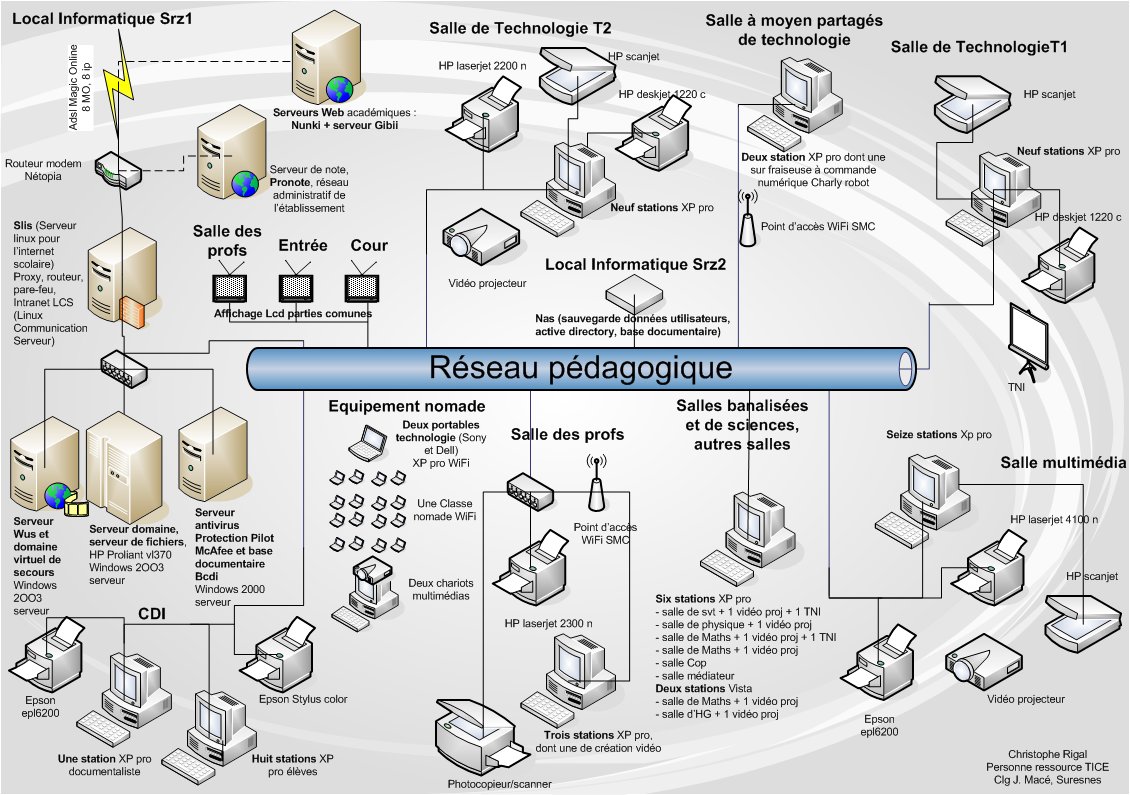 Local Informatique Srz1
Adsl Magic Online
8 MO, 8 ip
Serveurs Web académiques :
Nunki + serveur Gibii
Routeur modem
Nétopia
Serveur de note,
Pronote, réseau
administratif de
l'établissement
Slis (Serveur
linux pour
l'internet
scolaire)
Proxy, routeur,
pare-feu,
Intranet LCS
(Linux
Communication
Server)
Salle des
profs
Entrée
Cour
Affichage Lcd parties comunes
Salle de Technologie T2
HP laserjet 2200 n
HP scanjet
HP deskjet 1220 c
Neuf stations XP pro
Vidéo projecteur
Salle à moyen partagés
de technologie
Deux station XP pro dont une
sur fraiseuse à commande
numérique Charly robot
Point d'accès WiFi SMC
Salle de TechnologieT1
HP scanjet
Neuf stations XP pro
HP deskjet 1220 c
TNI
Local Informatique Srz2
Nas (sauvegarde données utilisateurs,
active directory, base documentaire)
Réseau pédagogique
Serveur
Wus et
domaine
virtuel de
secours
Windows
2OO3
serveur
Serveur domaine,
serveur de fichiers,
HP Proliant vl370
Windows 2OO3
serveur
Serveur
antivirus
Protection Pilot
McAfee et base
documentaire
Bcdi
Windows 2000
serveur
CDI
Epson
epl6200
Epson Stylus color
Une station XP pro
documentaliste
Huit stations XP
pro élèves
Equipement nomade
Deux portables
technologie (Sony
et Dell)
XP pro WiFi
Une Classe
nomade WiFi
Deux chariots
multimédias
Salle des profs
Point d'accès
WiFi SMC
HP laserjet 2300 n
Trois stations XP pro,
dont une de création vidéo
Photocopieur/scanner
Salles banalisées
et de sciences,
autres salles
Six stations XP pro
- salle de svt + 1 vidéo proj + 1 TNI
- salle de physique + 1 vidéo proj
- salle de Maths + 1 vidéo proj + 1 TNI
- salle de Maths + 1 vidéo proj
- salle Cop
- salle médiateur
Deux stations Vista
- salle de Maths + 1 vidéo proj
- salle d'HG + 1 vidéo proj
Seize stations Xp pro
Salle multimédia
HP laserjet 4100 n
HP scanjet
Epson
epl6200
Vidéo projecteur
Christophe Rigal
Personne ressource TICE
Clg J. Macé, Suresnes